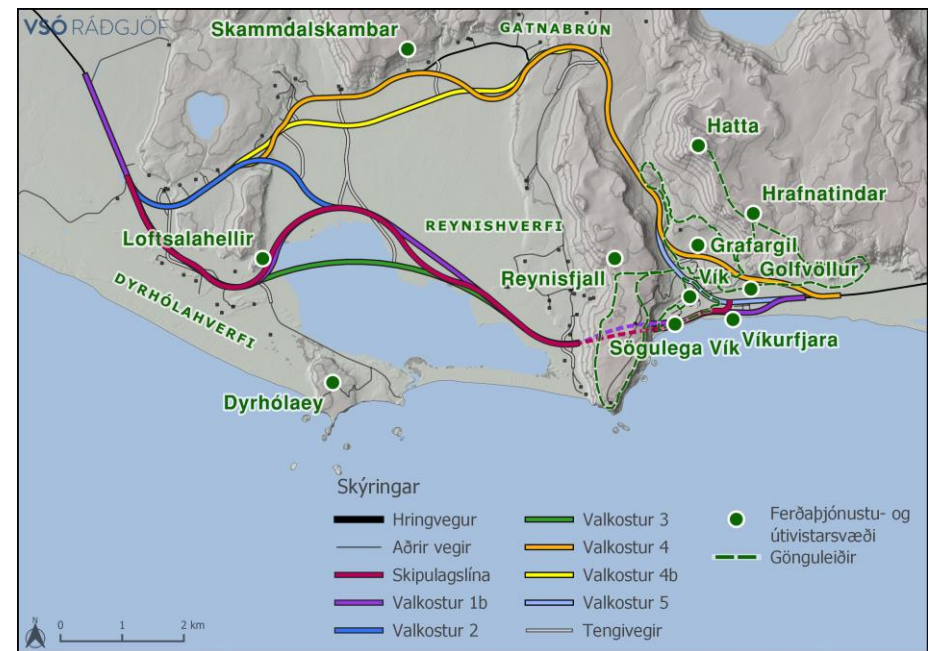 VSÓ RÁÐGJÖF
Skammdalskambar
GATNABRÚN
Hatta
Hrafnatindar
Loftsalahellir
REYNISHVERFI
Grafargil
Reynisfjall
Vík
Golfvöllur
DYRHÓLAHVERFI
Sögulega Vík
Víkurfjara
Dyrhólaey
Skýringar
Hringvegur
Aðrir vegir
Skipulagslína
Valkostur 1b
Valkostur 2
Valkostur 3
Valkostur 4
Valkostur 4b
Valkostur 5
Tengivegir
Ferðaþjónustu- og
útivistarsvæði
Gönguleiðir
N
0 1 2 km